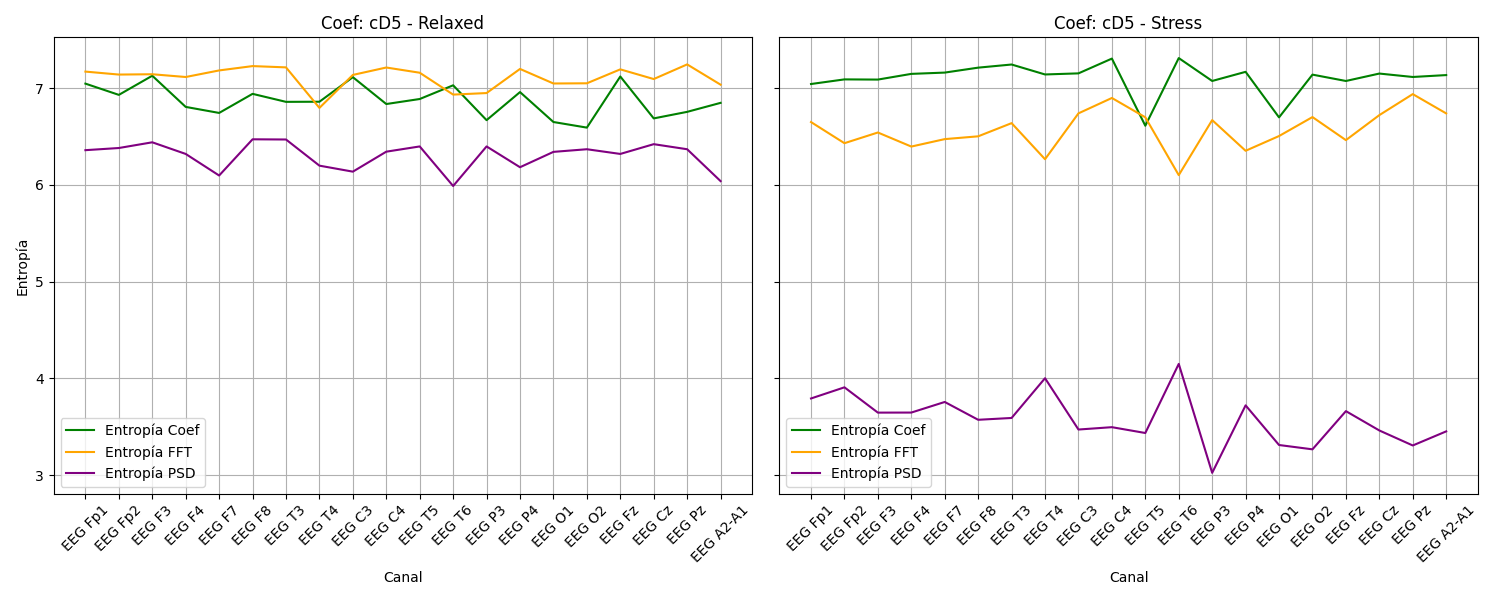 Coef: cD5 - Relaxed
Entropía
7
6
5
4
3
Entropía Coef
Entropía FFT
Entropía PSD
EEG Fp1
EEG Fp2
EEG F3
EEG F4
EEG F7
EEG F8
EEG T3
EEG T4
EEG C3
EEG C4
EEG T5
EEG T6
EEG P3
EEG P4
EEG O1
EEG O2
EEG Fz
EEG Cz
EEG Pz
EEG A2-A1
Canal
Coef: cD5 - Stress
Entropía Coef
Entropía FFT
Entropía PSD
EEG Fp1
EEG Fp2
EEG F3
EEG F4
EEG F7
EEG F8
EEG T3
EEG T4
EEG C3
EEG C4
EEG T5
EEG T6
EEG P3
EEG P4
EEG O1
EEG O2
EEG Fz
EEG Cz
EEG Pz
EEG A2-A1
Canal